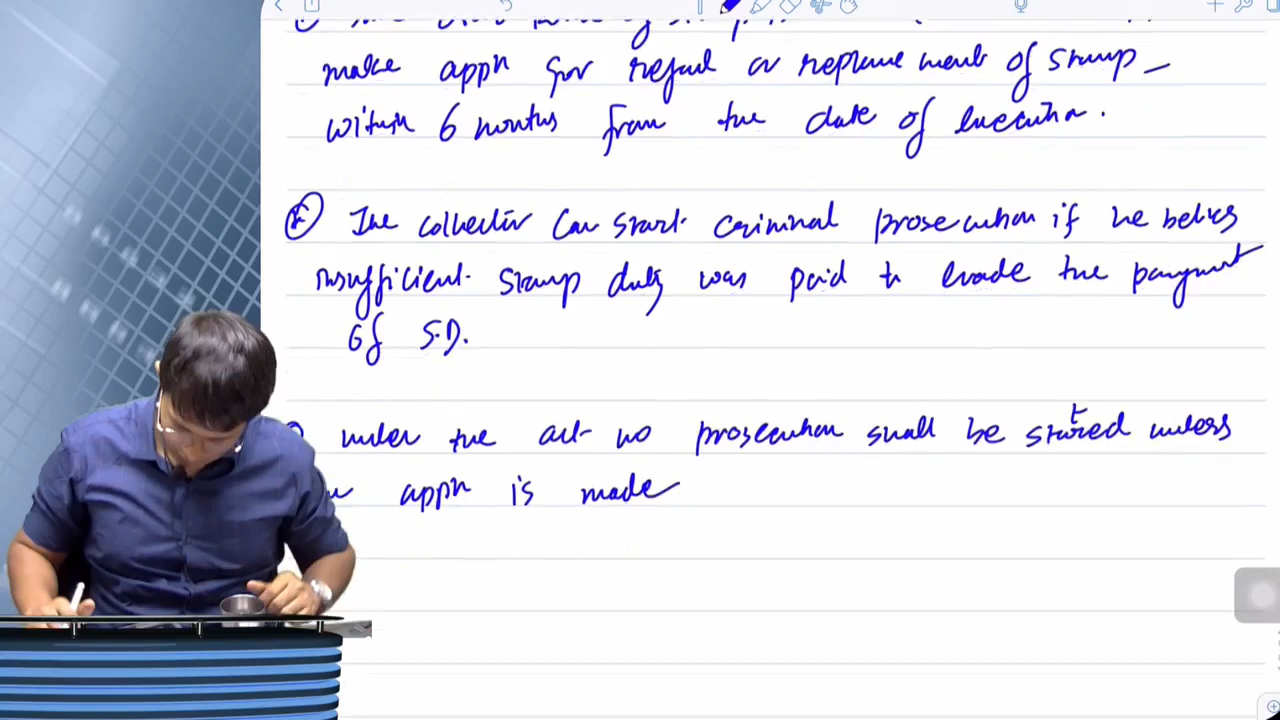 make appn for refud or replacement of stamp
within 6 months from the date of execution.
The collector can start criminal prosecution if he belies
insufficient stamp duty was paid to evade the payment
of S.D.
under the act no prosecution shall be started unless
appn is made